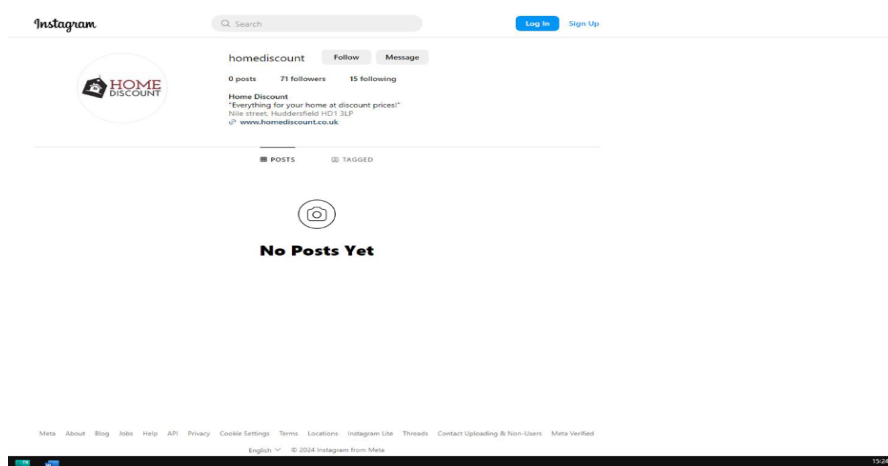 Instagram
Search
Log In
Sign Up
HOME
DISCOUNT
homediscount
Follow
Message
0 posts
71 followers
15 following
Home Discount
"Everything for your home at discount prices!"
Nile street, Huddersfield HD1 3LP
www.homediscount.co.uk
POSTS
TAGGED
No Posts Yet
Meta About Blog Jobs Help API Privacy Cookie Settings Terms Locations Instagram Lite Threads Contact Uploading & Non-Users Meta Verified
English © 2024 Instagram from Meta
15:24